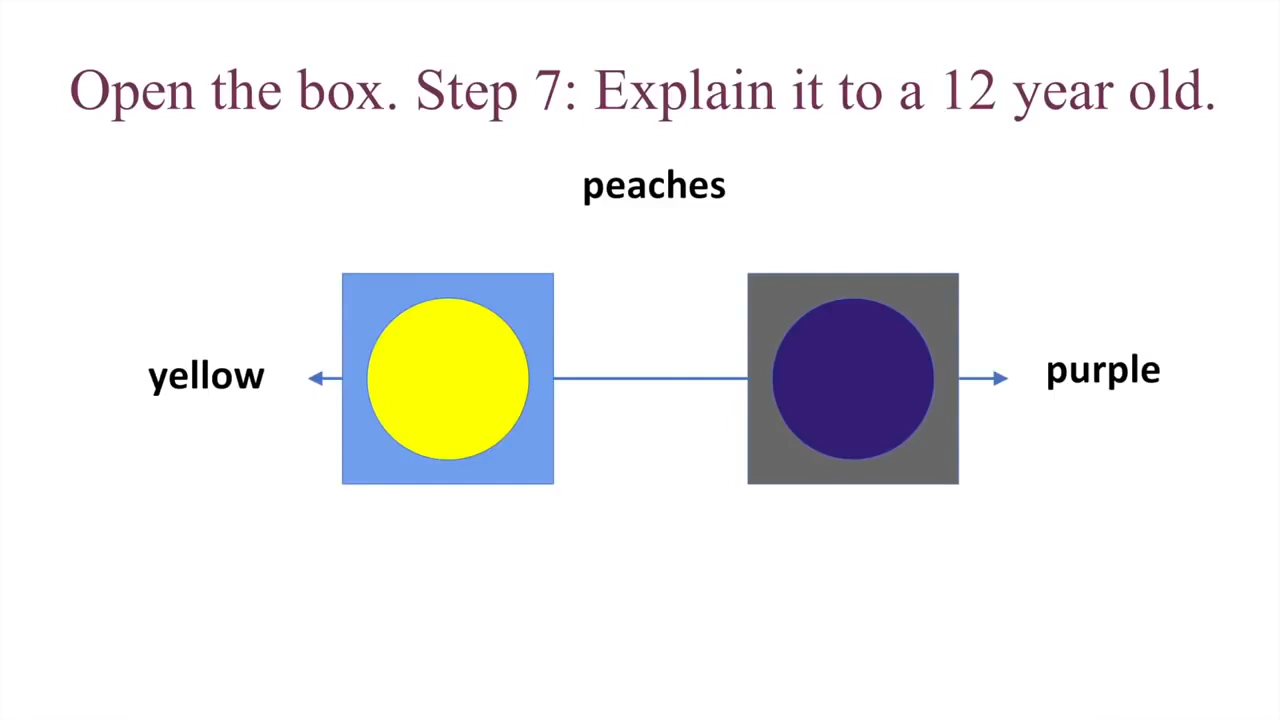 Open the box. Step 7: Explain it to a 12 year old.
peaches
yellow
purple